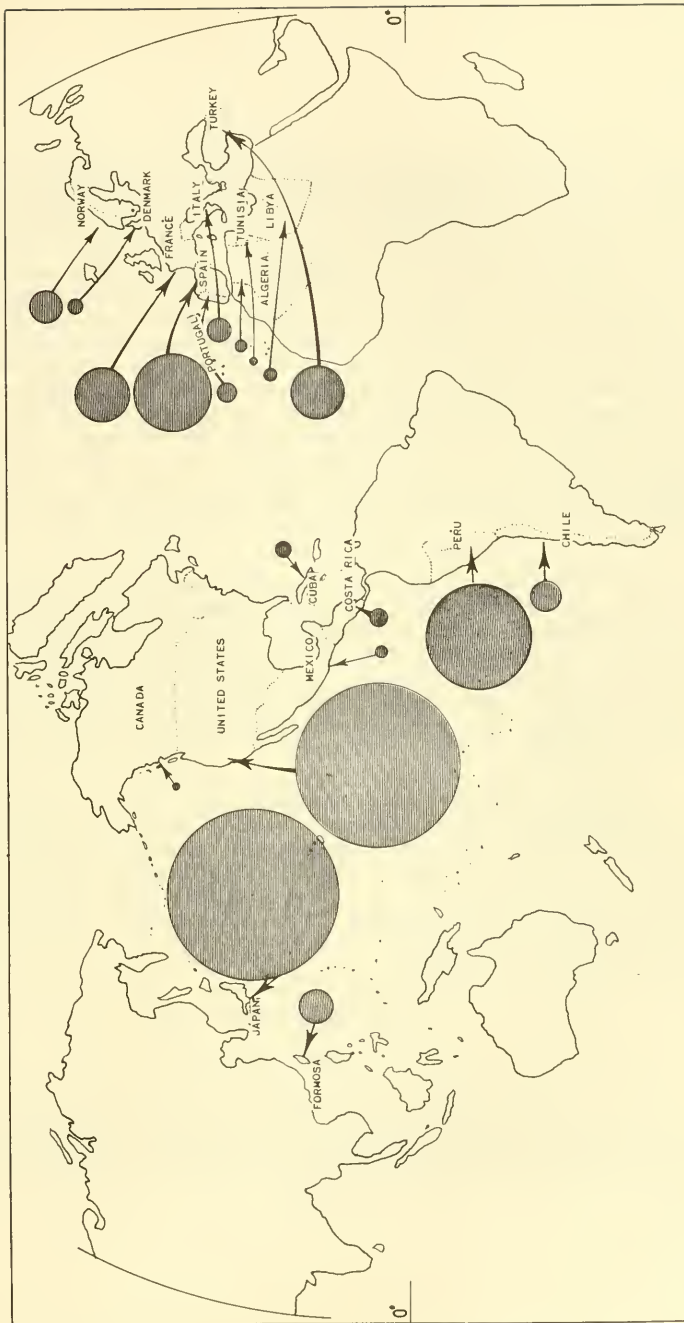 NORWAY
DENMARK
FRANCE
ITALY
TURKEY
SPAIN
PORTUGAL
TUNISIA
ALGERIA
LIBYA
0°
CANADA
UNITED STATES
MEXICO
CUBA
COSTA RICA
PERU
CHILE
JAPAN
FORMOSA
0°